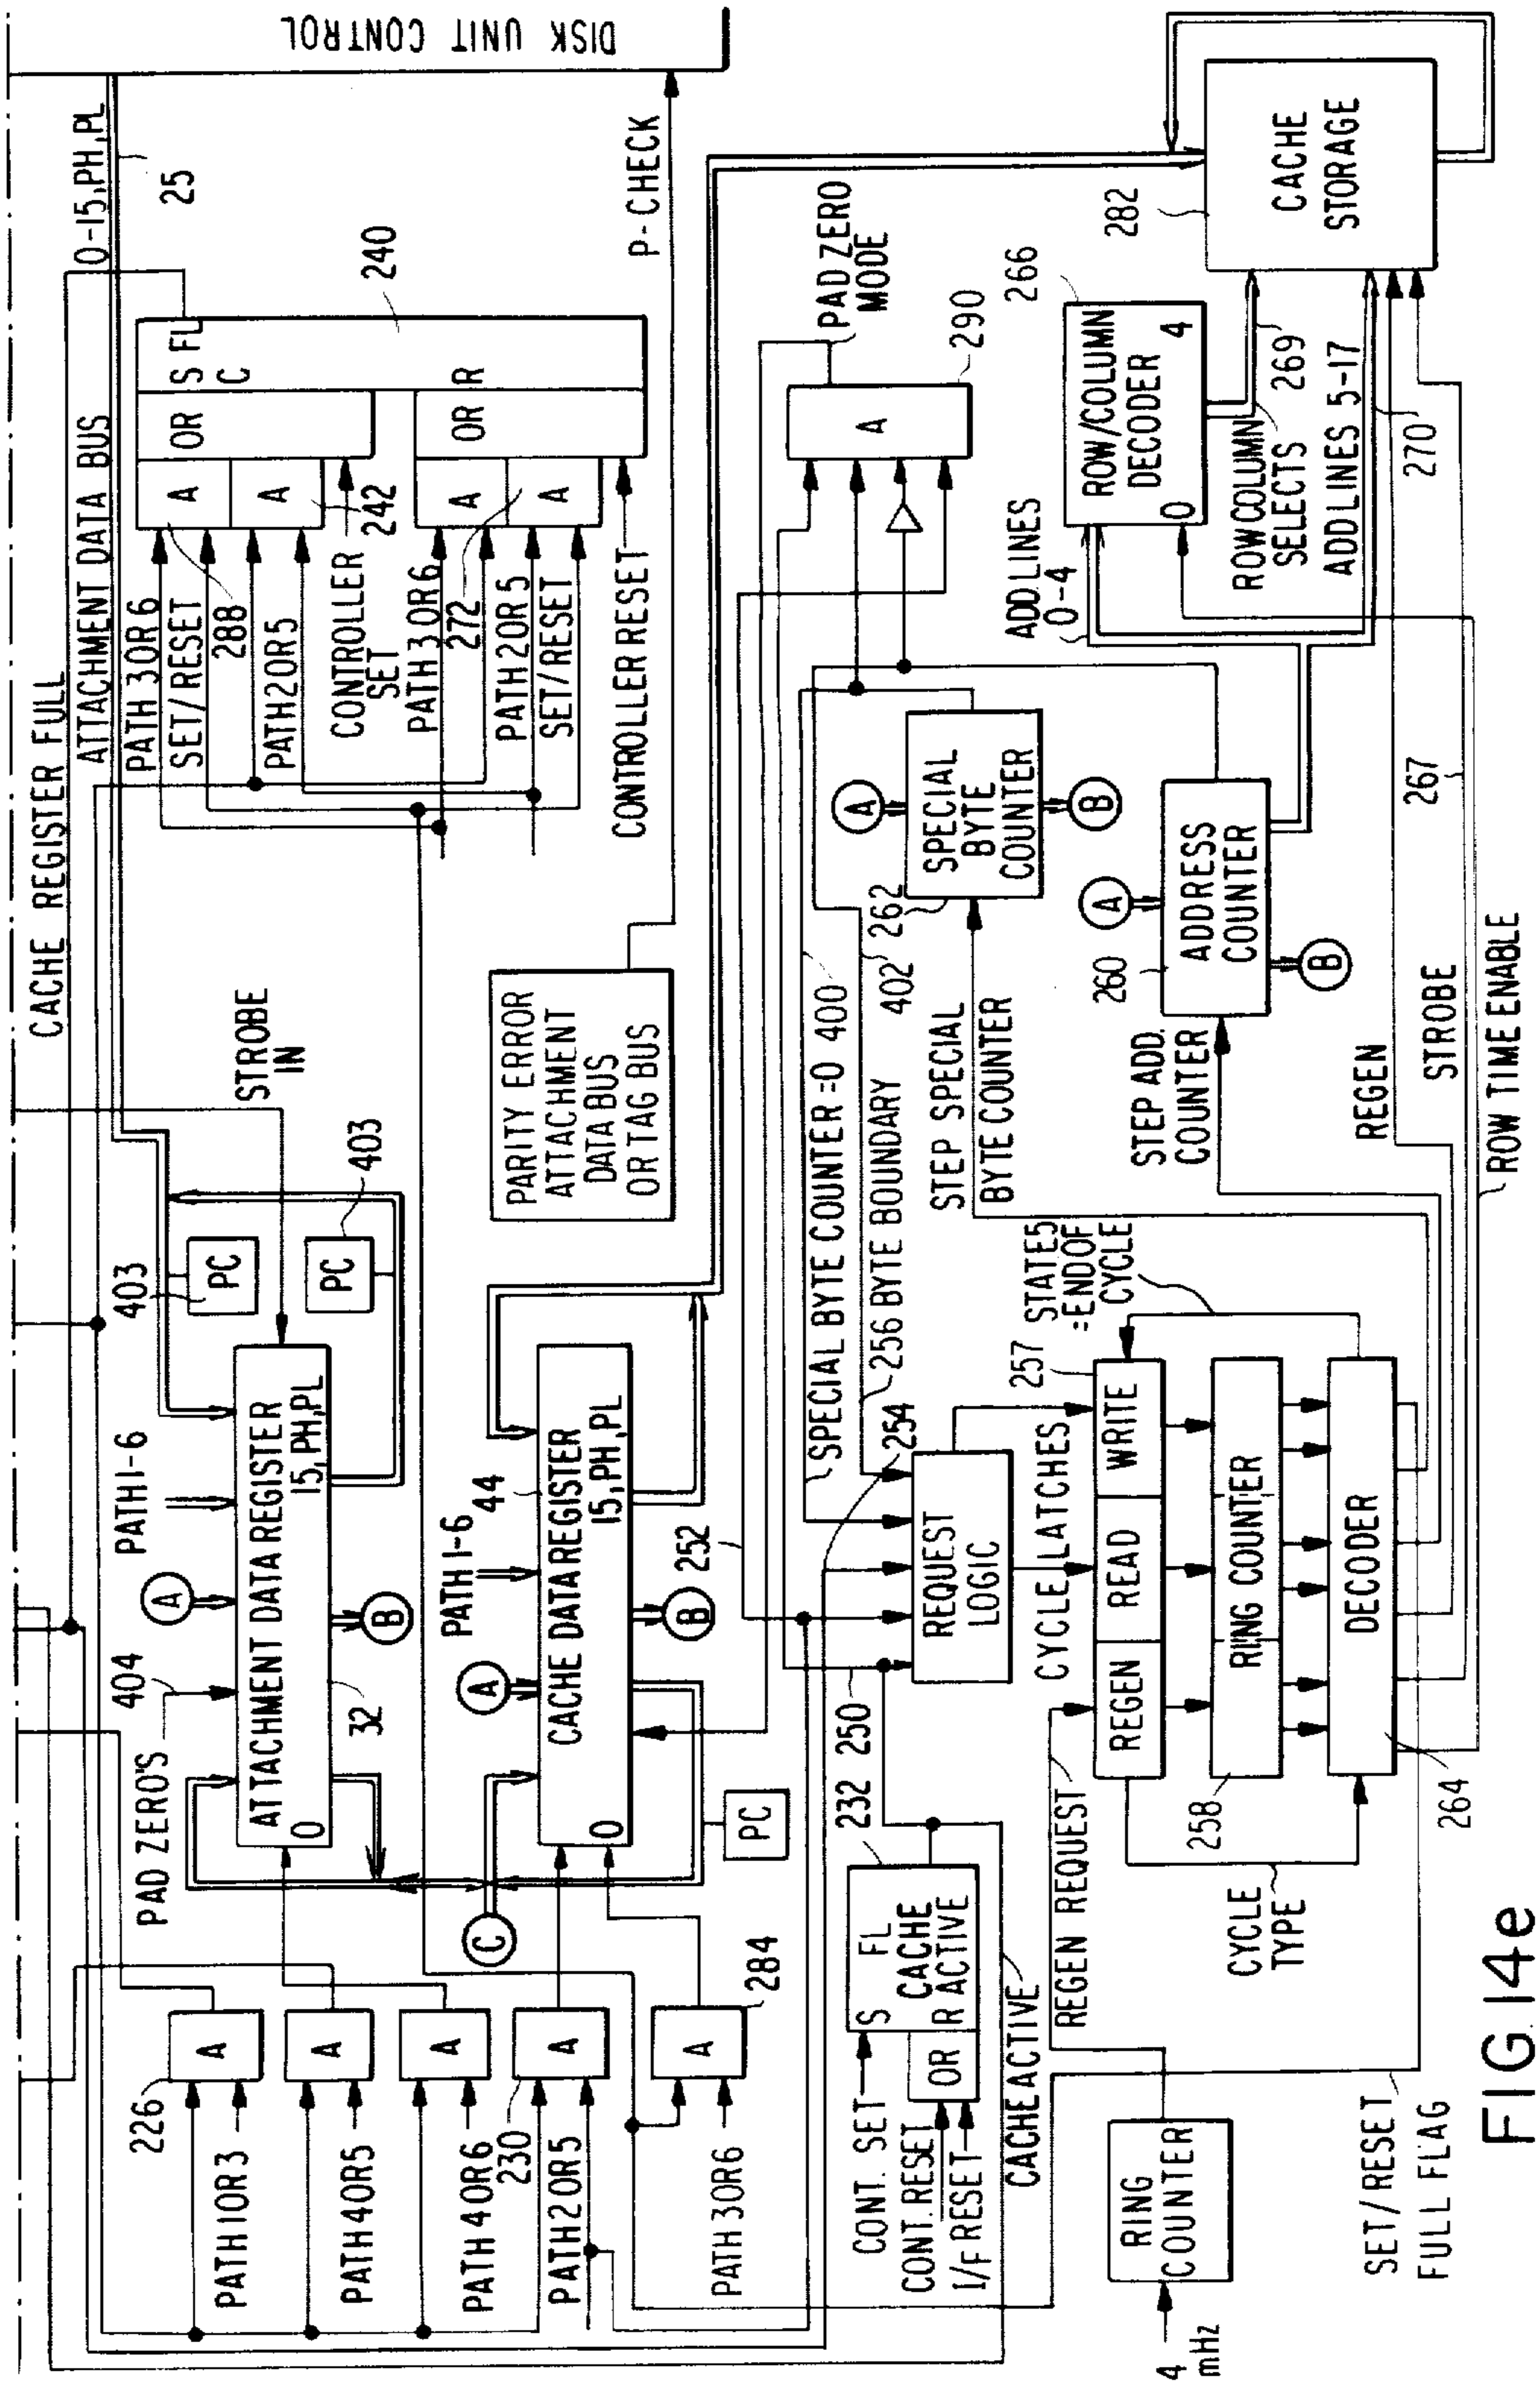 DISK UNIT CONTROL
CACHE REGISTER FULL
ATTACHMENT DATA BUS
0-15,PH,PL
25
PATH 3 OR 6
SET/RESET
288
PATH 2 OR 5
CONTROLLER
SET
242
PATH 3 OR 6
272
PATH 2 OR 5
SET/RESET
CONTROLLER RESET
A
A
OR
S FL
C
A
A
OR
R
240
P-CHECK
STROBE
IN
403
PC
PC
403
PARITY ERROR
ATTACHMENT
DATA BUS
OR TAG BUS
PAD ZERO'S
404
A
PATH 1-6
ATTACHMENT DATA REGISTER
0
15,PH,PL
32
B
226
A
PATH 1 OR 3
A
PATH 4 OR 5
A
PATH 4 OR 6
230
A
PATH 2 OR 5
A
284
PATH 3 OR 6
C
A
PATH 1-6
44
CACHE DATA REGISTER
0
15,PH,PL
B
PC
252
SPECIAL BYTE COUNTER =0
400
256 BYTE BOUNDARY
402
254
250
PAD ZERO
MODE
A
290
A
SPECIAL
BYTE
COUNTER
262
B
STEP SPECIAL
BYTE COUNTER
A
ADDRESS
COUNTER
260
B
STEP ADD.
COUNTER
ADD. LINES
0-4
ROW/COLUMN
DECODER
0
4
266
ROW COLUMN
SELECTS
269
ADD LINES 5-17
270
267
282
CACHE
STORAGE
REGEN
STROBE
ROW TIME ENABLE
CONT. SET
CONT. RESET
I/F RESET
S FL
CACHE
R ACTIVE
OR
232
CACHE ACTIVE
REQUEST
LOGIC
CYCLE LATCHES
257
STATE 5
=END OF
CYCLE
REGEN
READ
WRITE
REGEN REQUEST
258
RING COUNTER
DECODER
264
CYCLE
TYPE
RING
COUNTER
4
mHz
SET/RESET
FULL FLAG
FIG. 14e